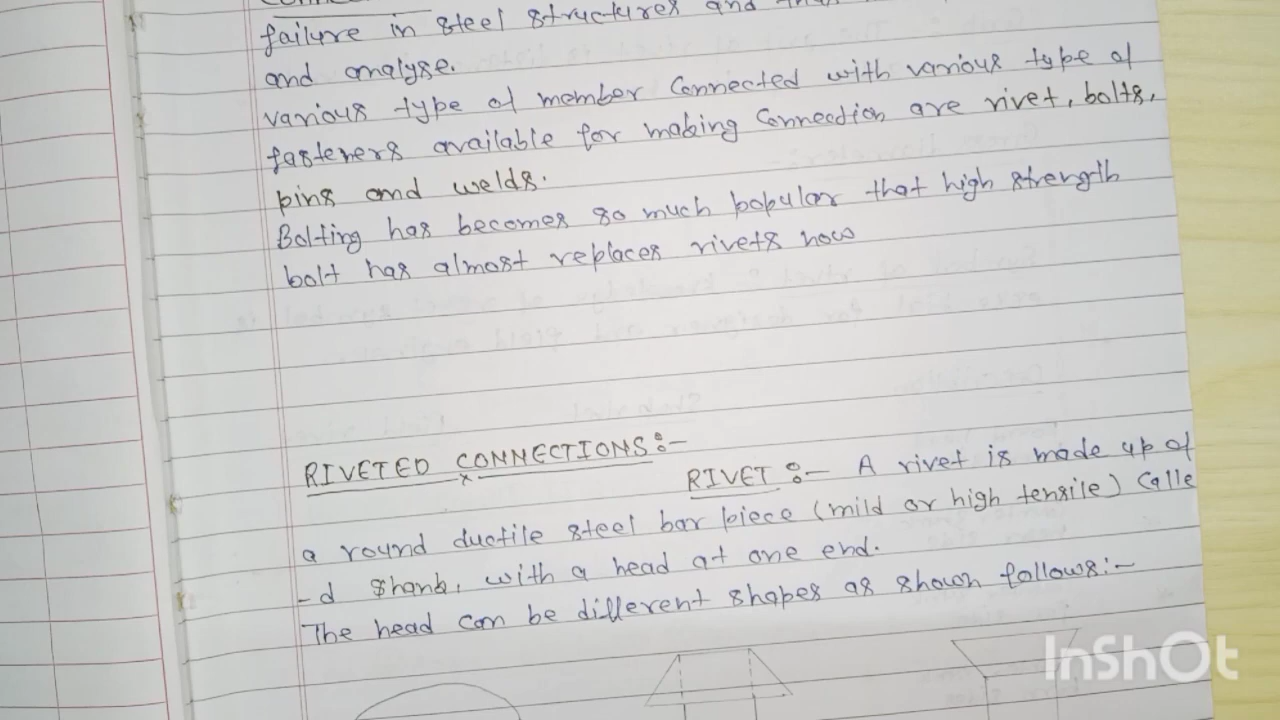 failure in steel structures and
and analyse.
various type of member connected with various type of
fasteners available for making connection are rivet, bolts,
pins and welds.
Bolting has becomes so much popular that high strength
bolt has almost replaces rivets now
RIVETED CONNECTIONS:-
RIVET :- A rivet is made up of
a round ductile steel bar piece (mild or high tensile) calle
-d shank, with a head at one end.
The head can be different shapes as shown follows:-
InShOt